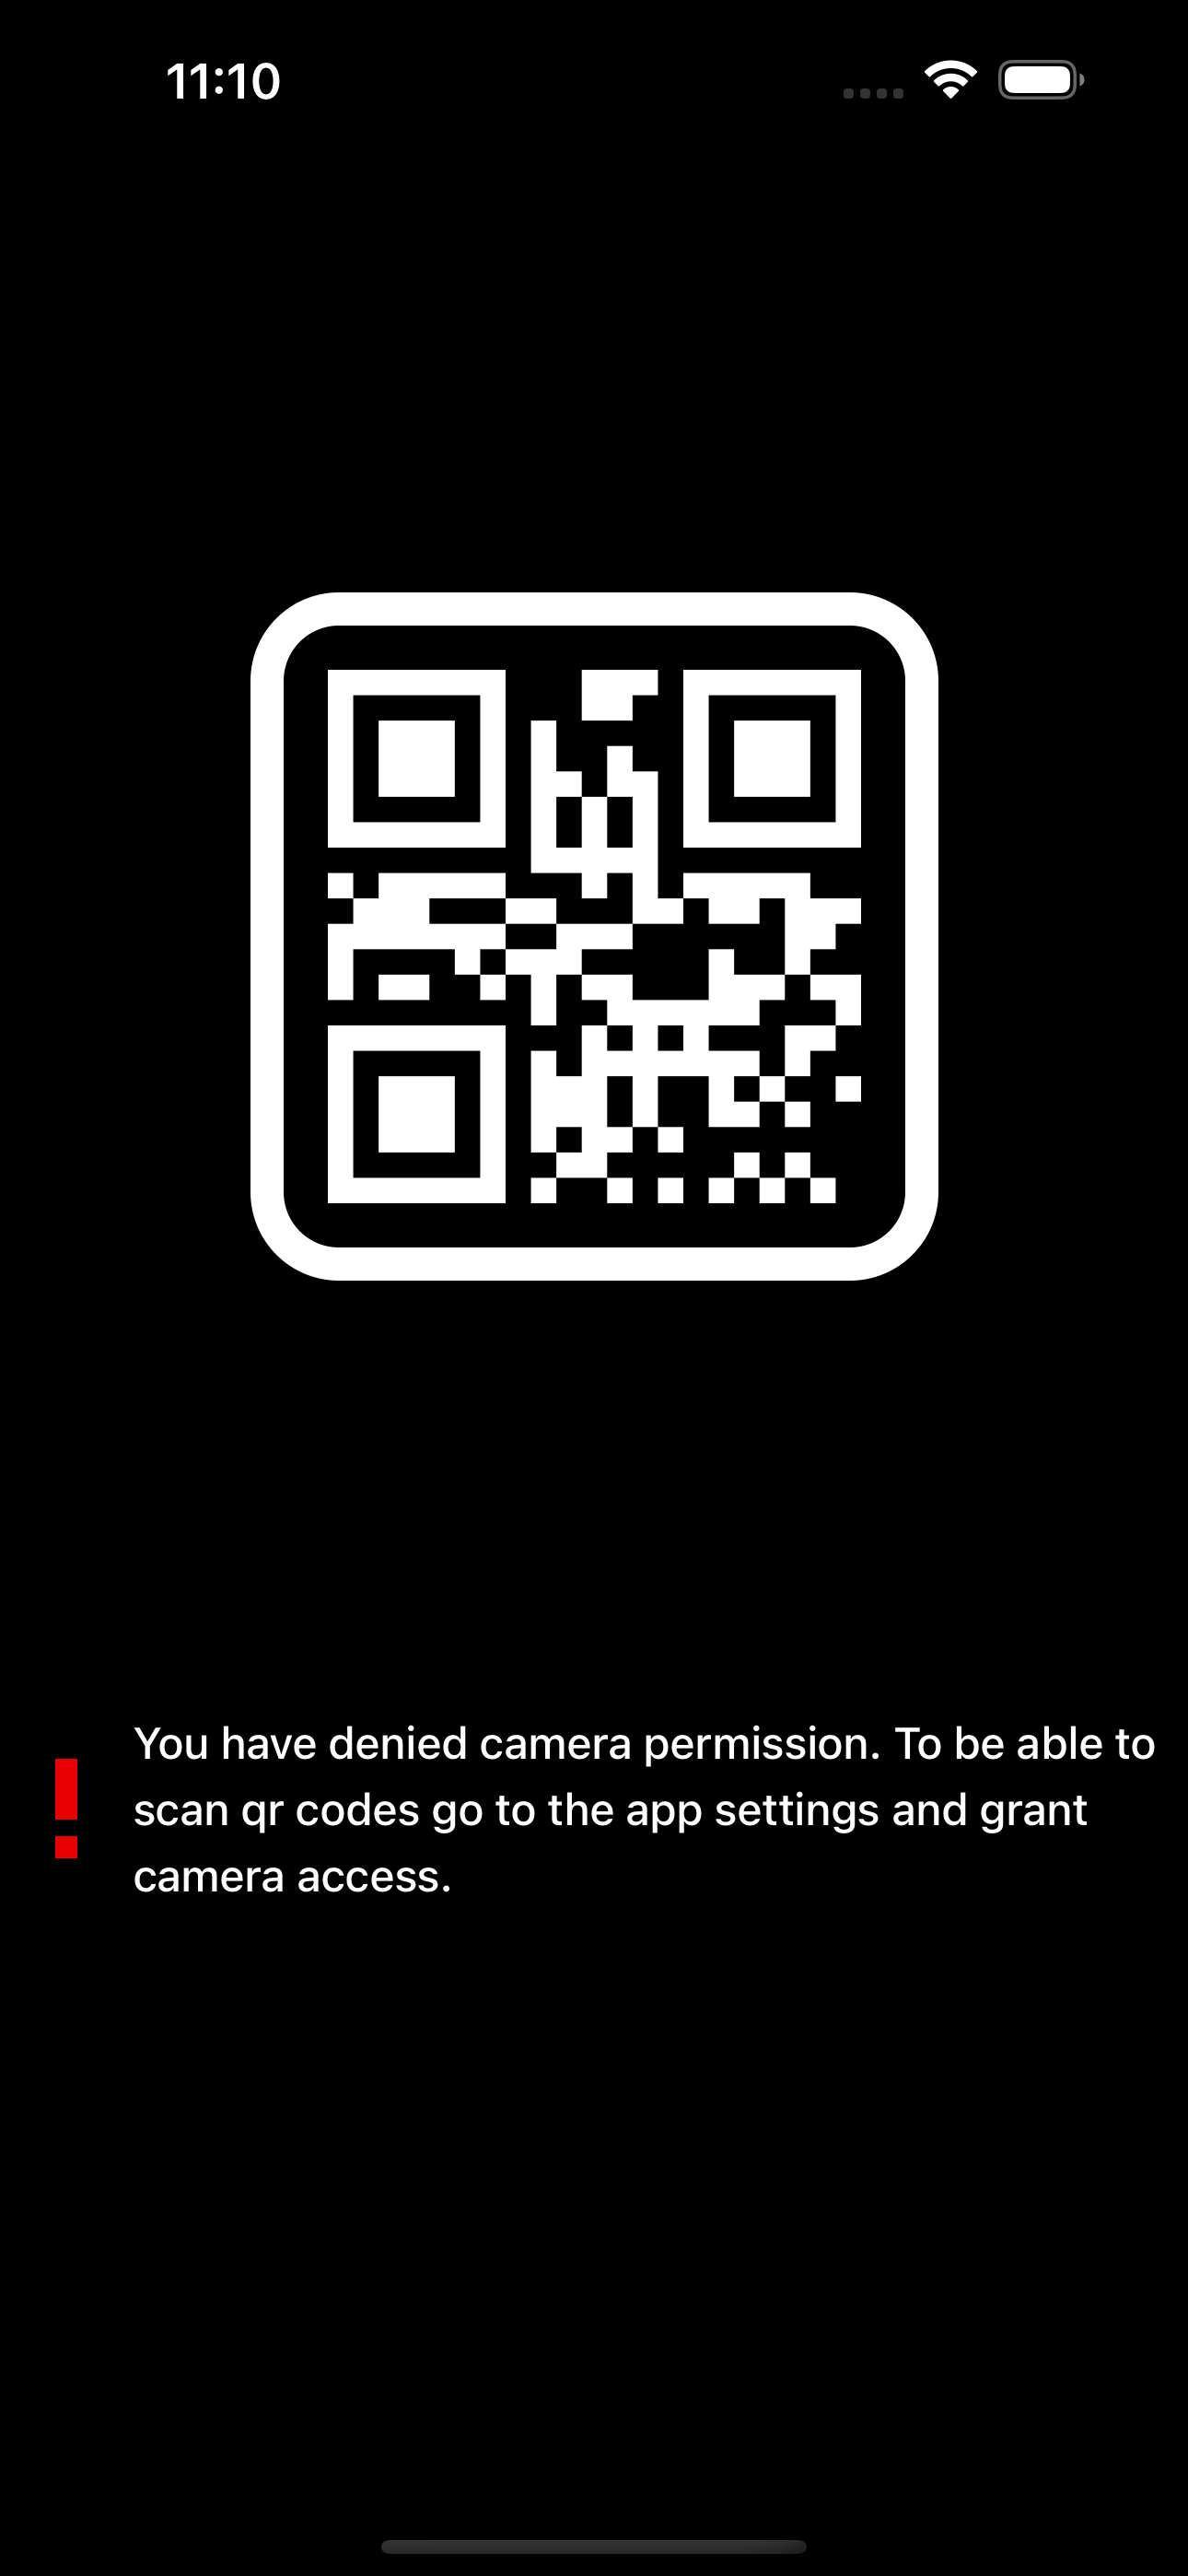 11:10
You have denied camera permission. To be able to
scan qr codes go to the app settings and grant
camera access.